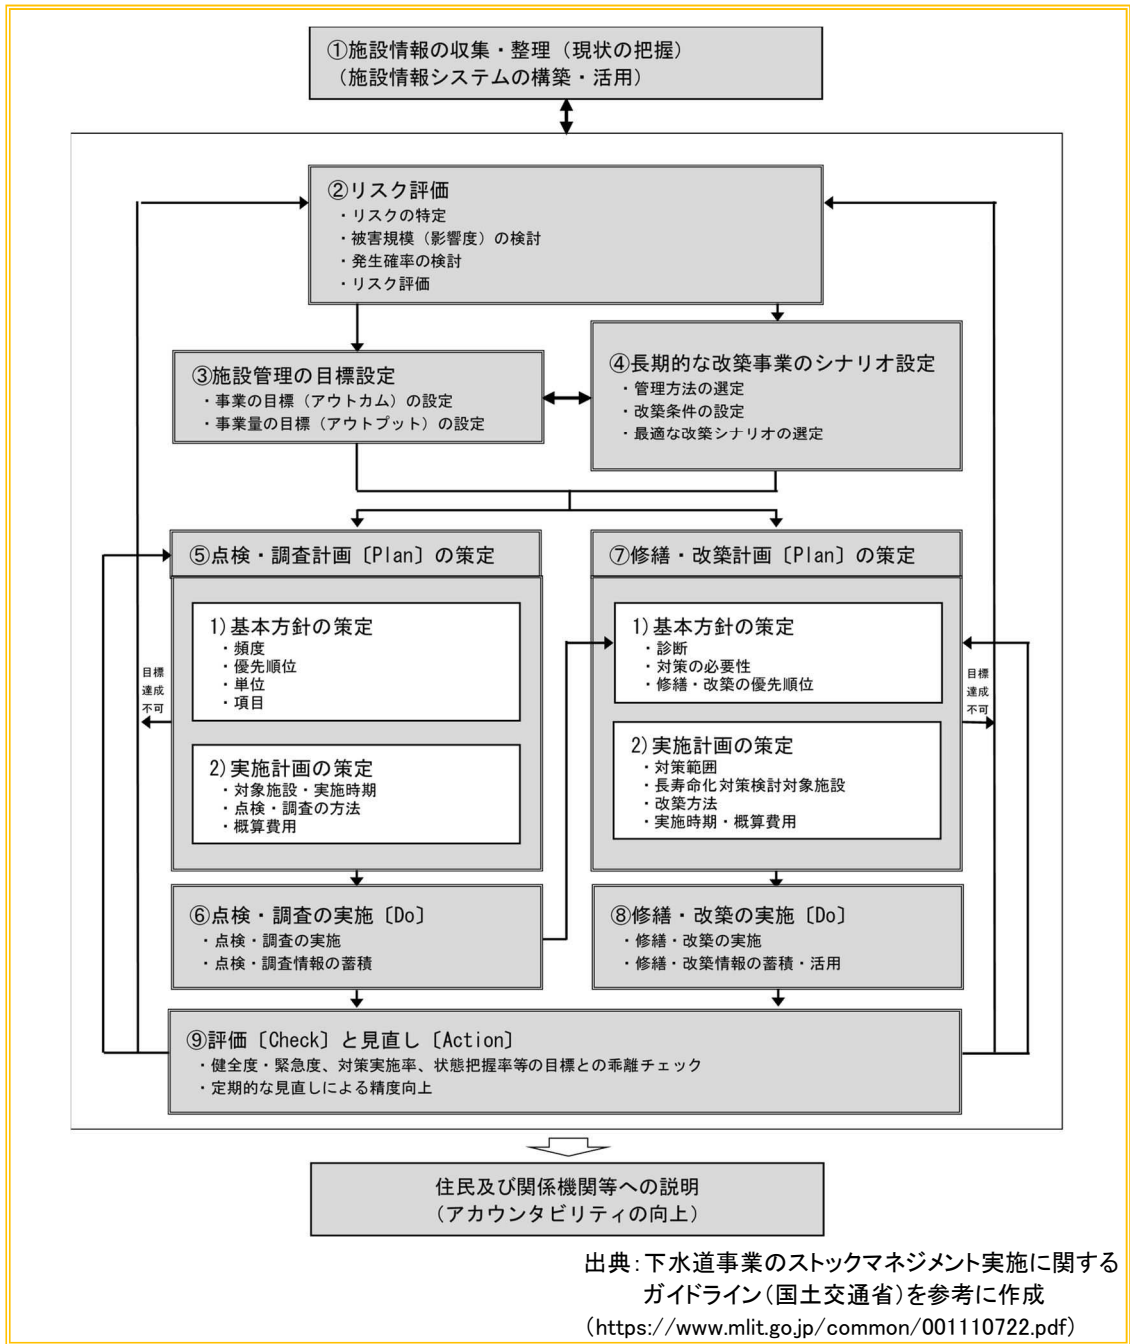 ①施設情報の収集・整理（現状の把握）
（施設情報システムの構築・活用）
②リスク評価
・リスクの特定
・被害規模（影響度）の検討
・発生確率の検討
・リスク評価
③施設管理の目標設定
・事業の目標（アウトカム）の設定
・事業量の目標（アウトプット）の設定
④長期的な改築事業のシナリオ設定
・管理方法の選定
・改築条件の設定
・最適な改築シナリオの選定
⑤点検・調査計画〔Plan〕の策定
1)基本方針の策定
・頻度
・優先順位
・単位
・項目
2)実施計画の策定
・対象施設・実施時期
・点検・調査の方法
・概算費用
目標
達成
不可
⑦修繕・改築計画〔Plan〕の策定
1)基本方針の策定
・診断
・対策の必要性
・修繕・改築の優先順位
2)実施計画の策定
・対策範囲
・長寿命化対策検討対象施設
・改築方法
・実施時期・概算費用
目標
達成
不可
⑥点検・調査の実施〔Do〕
・点検・調査の実施
・点検・調査情報の蓄積
⑧修繕・改築の実施〔Do〕
・修繕・改築の実施
・修繕・改築情報の蓄積・活用
⑨評価〔Check〕と見直し〔Action〕
・健全度・緊急度、対策実施率、状態把握率等の目標との乖離チェック
・定期的な見直しによる精度向上
住民及び関係機関等への説明
（アカウンタビリティの向上）
出典：下水道事業のストックマネジメント実施に関する
ガイドライン（国土交通省）を参考に作成
（https://www.mlit.go.jp/common/001110722.pdf）